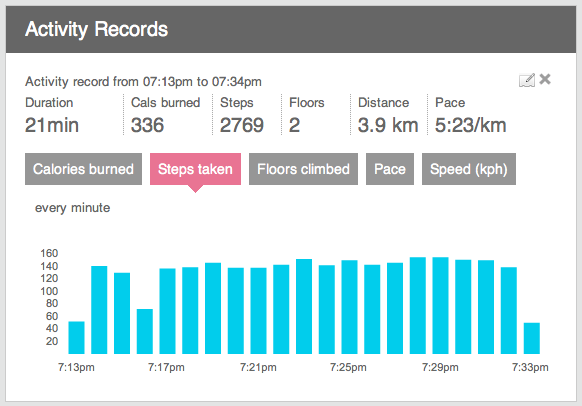 Activity Records
Activity record from 07:13pm to 07:34pm
Duration Cals burned Steps Floors Distance Pace
21min 336 2769 2 3.9 km 5:23/km
Calories burned Steps taken Floors climbed Pace Speed (kph)
every minute
160
140
120
100
80
60
40
20
7:13pm 7:17pm 7:21pm 7:25pm 7:29pm 7:33pm